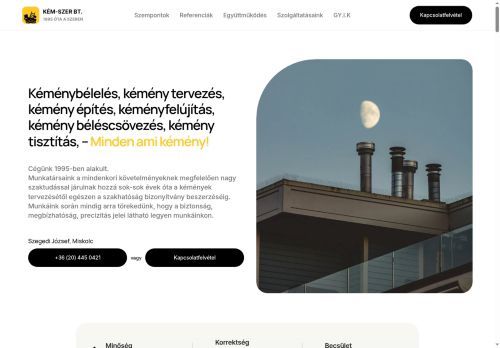 KÉM-SZER BT.
1995 ÓTA A SZEBEN
Szempontok
Referenciák
Együttműködés
Szolgáltatásaink
GY.I.K
Kapcsolatfelvétel
Kéménybélelés, kémény tervezés,
kémény építés, kéményfelújítás,
kémény béléscsövezés, kémény
tisztítás, – Minden ami kémény!
Cégünk 1995-ben alakult.
Munkatársaink a mindenkori követelményeknek megfelelően nagy
szaktudással járulnak hozzá sok-sok évek óta a kémények
tervezésétől egészen a szakhatóság bizonyítvány beszerzéséig.
Munkáink során mindig arra törekedünk, hogy a biztonság,
megbízhatóság, precizitás jelei látható legyen munkáinkon.
Szegedi József, Miskolc
+36 (20) 445 0421
vagy
Kapcsolatfelvétel
Minőség
Korrektség
Becsület